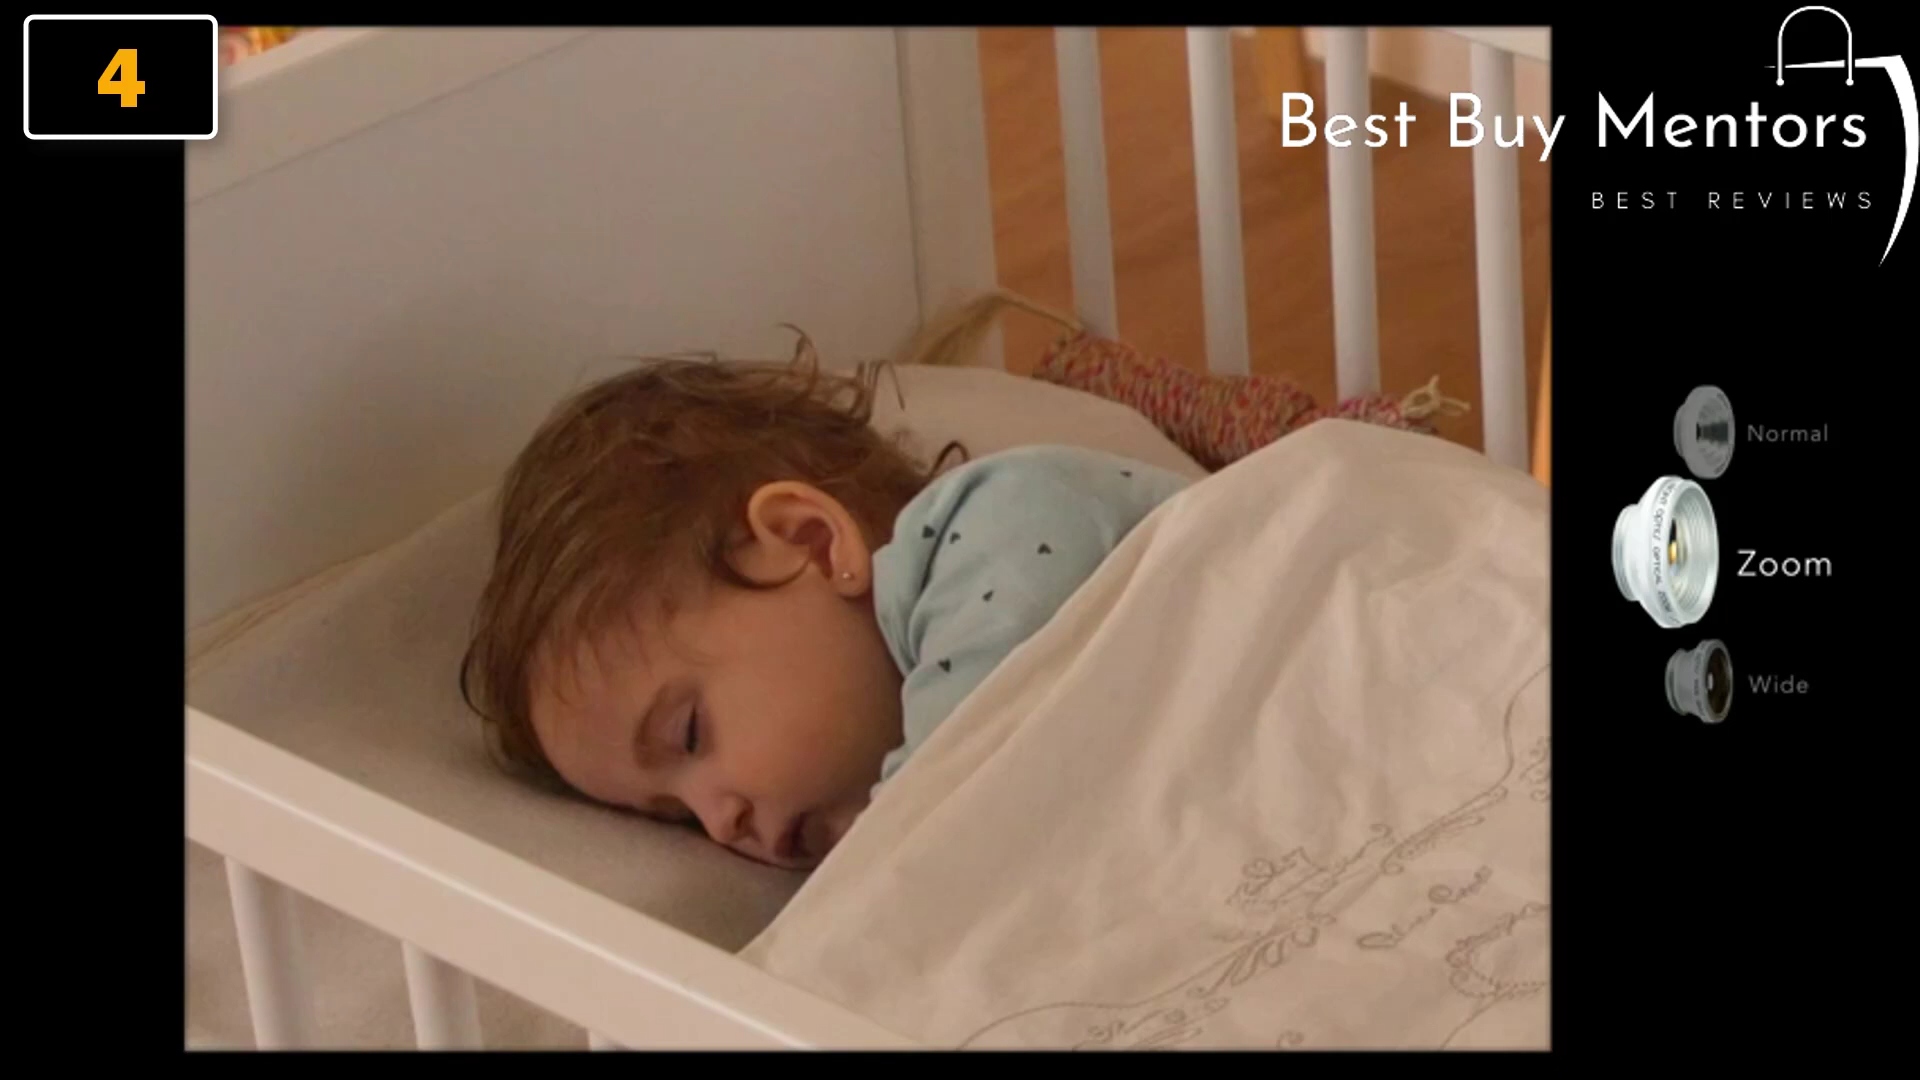 4
Best Buy Mentors
BEST REVIEWS
Normal
Zoom
Wide